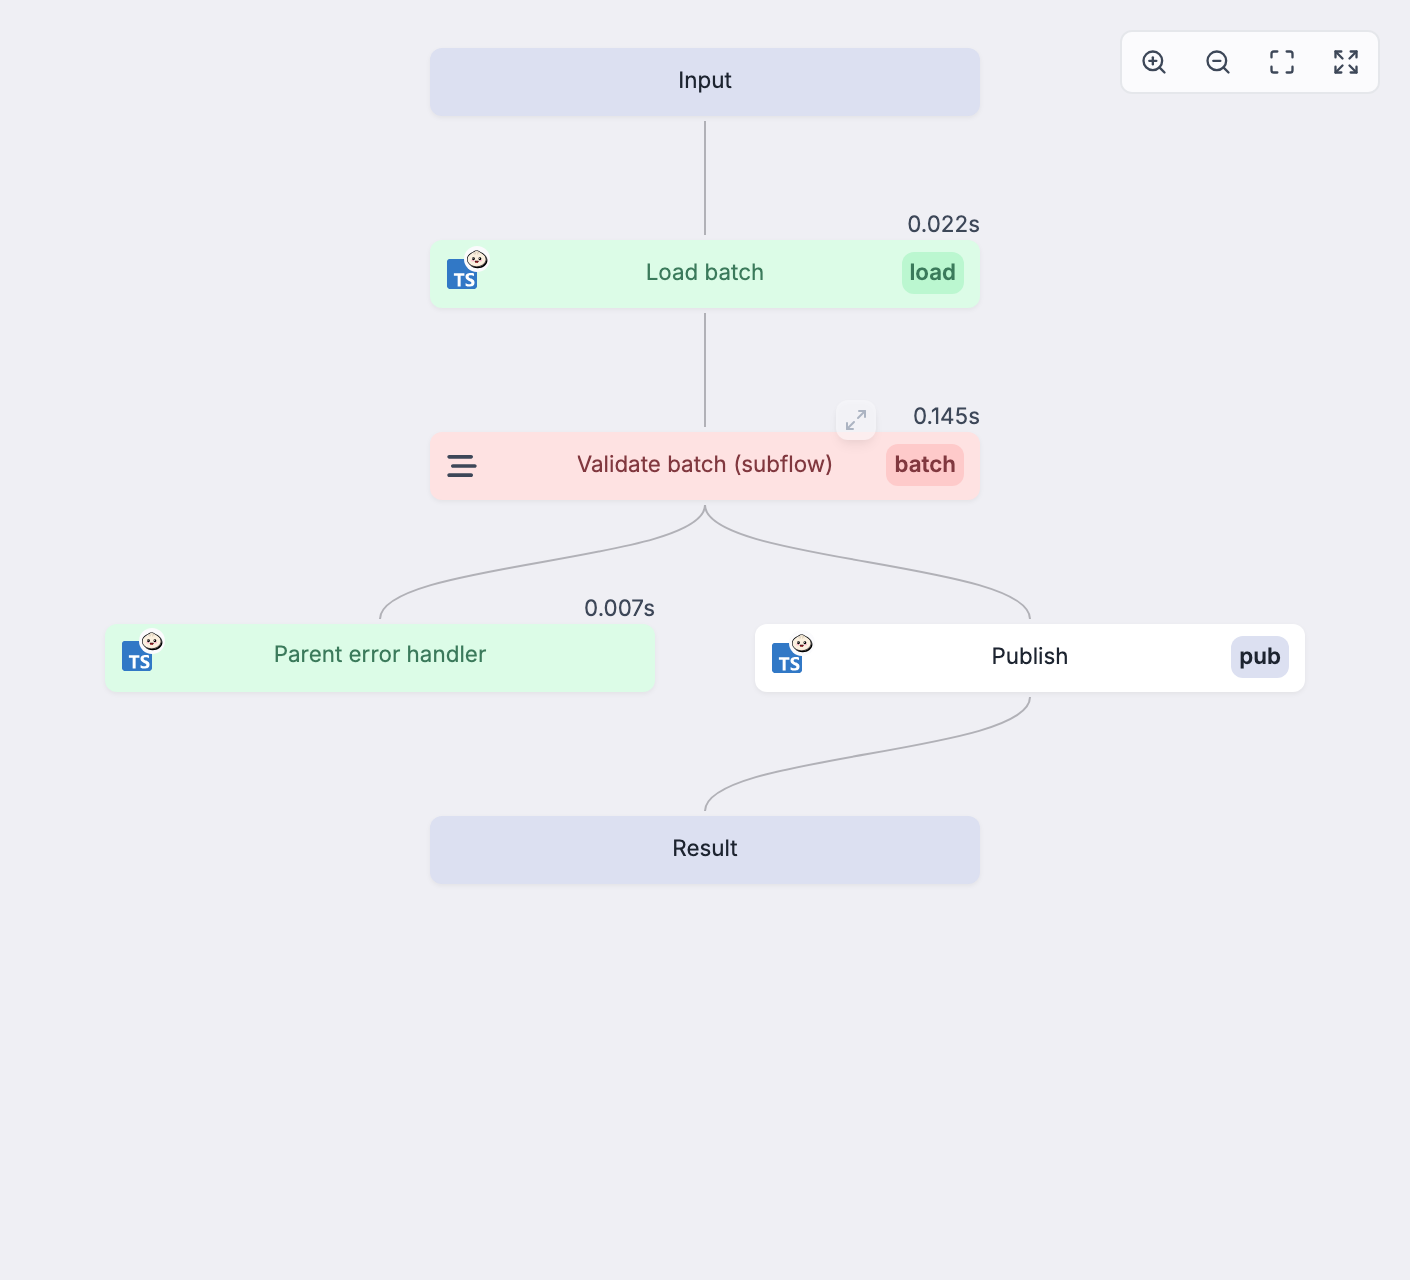 Input
0.022s
TS
Load batch
load
0.145s
Validate batch (subflow)
batch
0.007s
TS
Parent error handler
TS
Publish
pub
Result